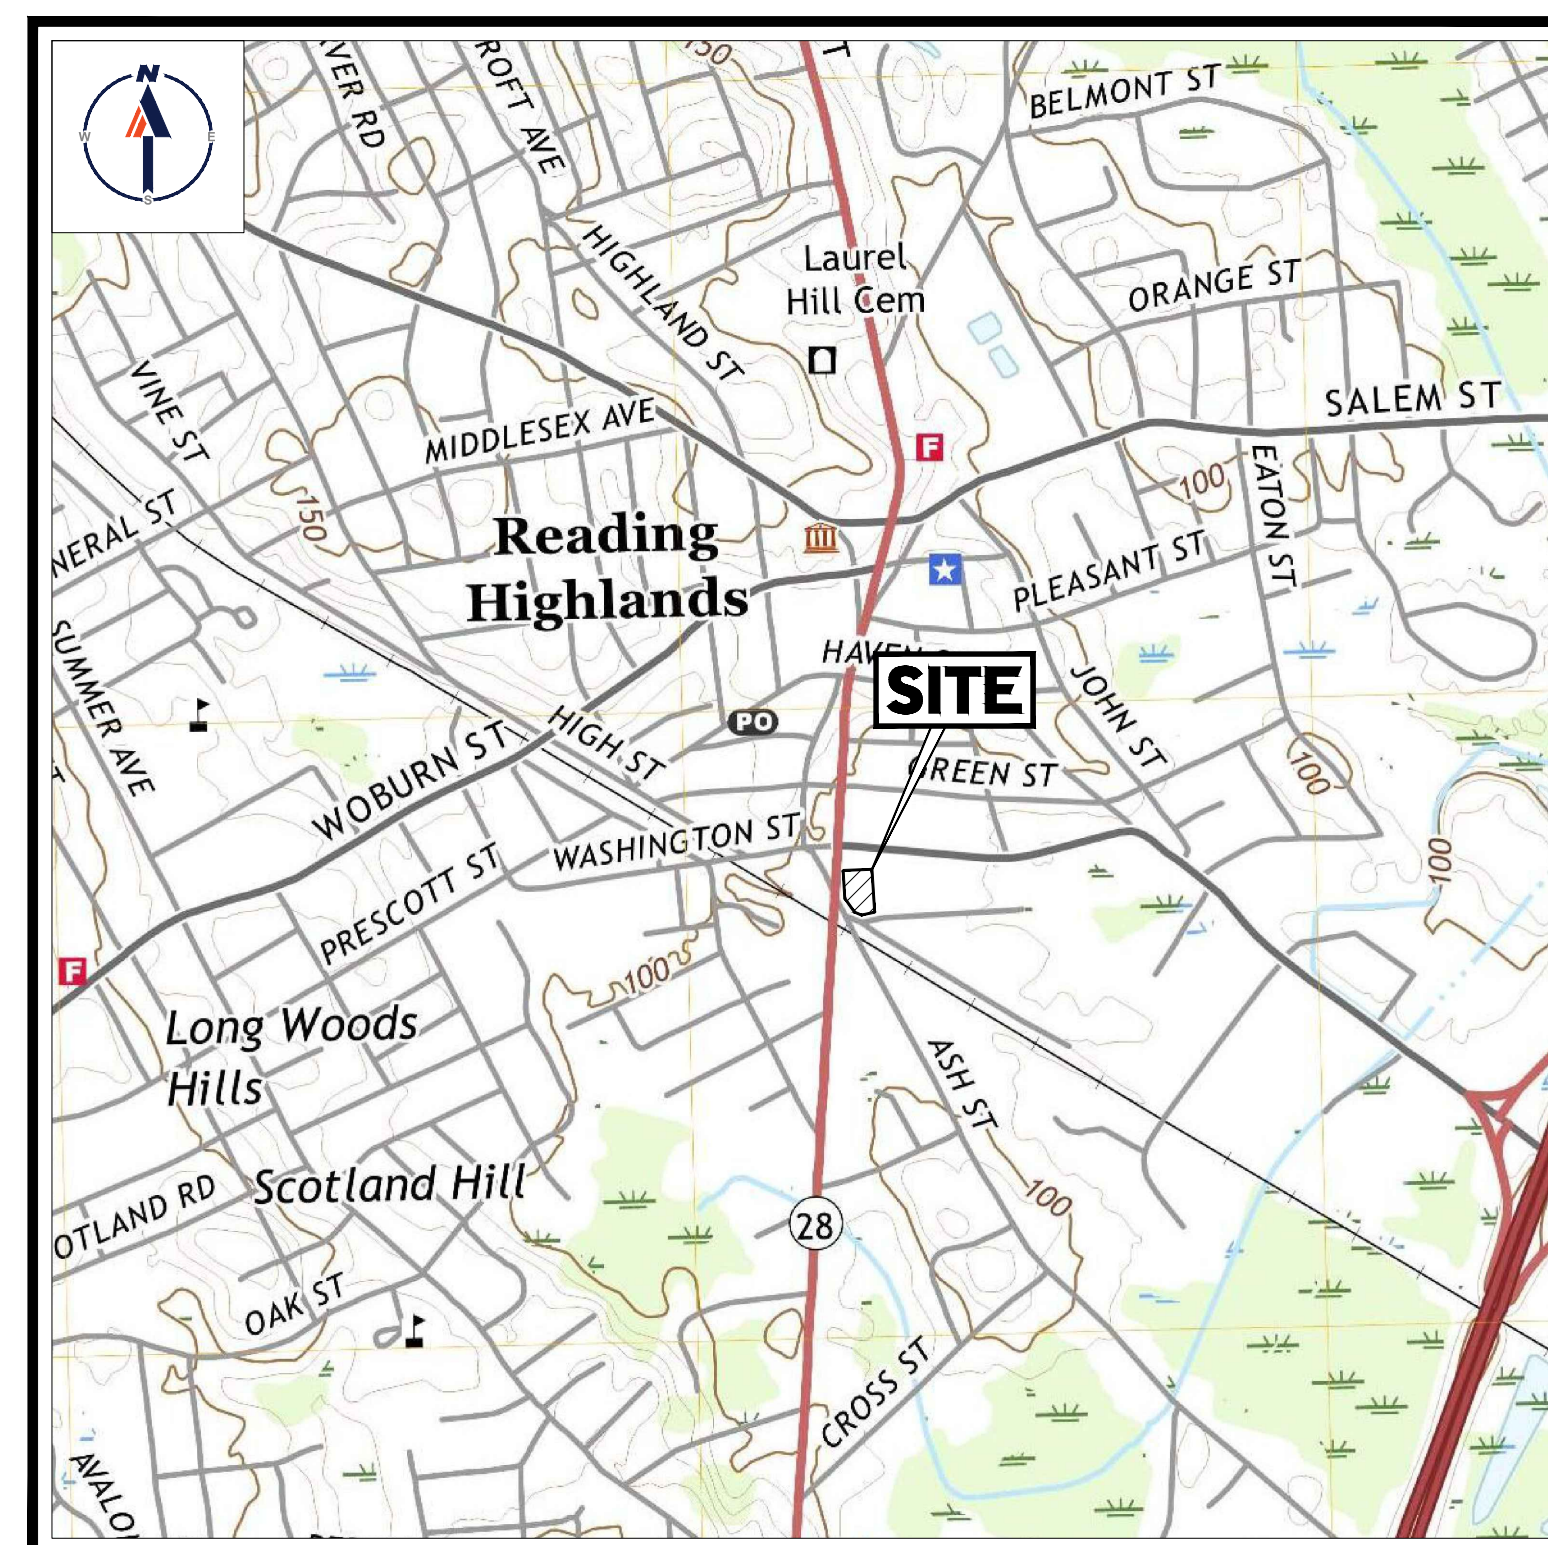 N
W
E
S
150
BELMONT ST
HIGHLAND ST
Laurel
Hill Cem
ORANGE ST
VINE ST
MIDDLESEX AVE
SALEM ST
F
EATON ST
100
150
Reading
Highlands
PLEASANT ST
NERAL ST
SUMMER AVE
SITE
JOHN ST
PO
HIGH ST
WOBURN ST
GREEN ST
100
WASHINGTON ST
PRESCOTT ST
100
F
100
Long Woods
Hills
ASH ST
Scotland Hill
100
OTLAND RD
28
OAK ST
CROSS ST
AVALO